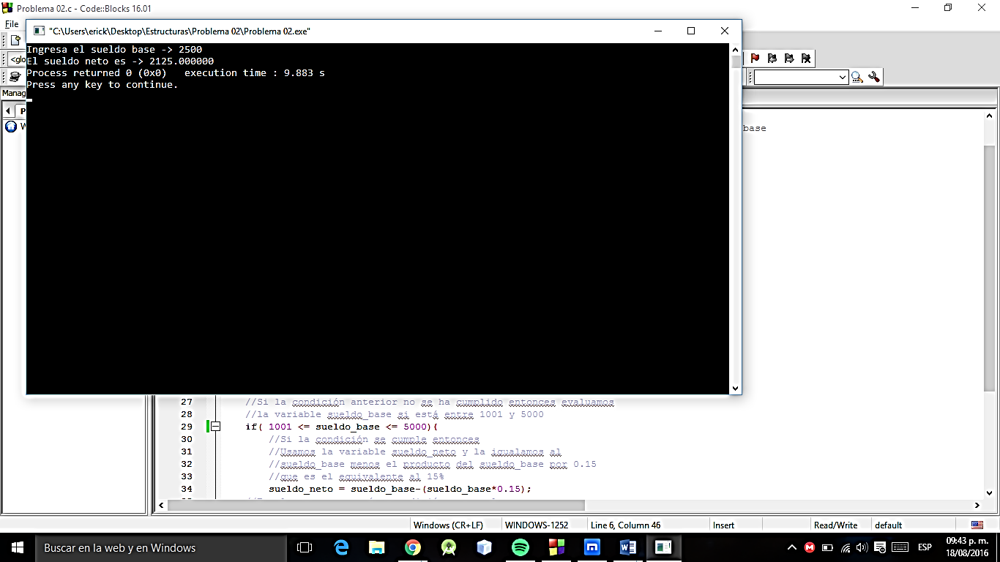 Problema 02.c - Code::Blocks 16.01
File
"C:\Users\erick\Desktop\Estructuras\Problema 02\Problema 02.exe"
Ingresa el sueldo base -> 2500
El sueldo neto es -> 2125.000000
Process returned 0 (0x0)   execution time : 9.883 s
Press any key to continue.
<glo
Manag
P
W
base
27 //Si la condición anterior no se ha cumplido entonces evaluamos
28 //la variable sueldo_base si está entre 1001 y 5000
29 if( 1001 <= sueldo_base <= 5000){
30 //Si la condición se cumple entonces
31 //Usamos la variable sueldo_neto y la igualamos al
32 //sueldo_base menos el producto del sueldo_base por 0.15
33 //que es el equivalente al 15%
34 sueldo_neto = sueldo_base-(sueldo_base*0.15);
Windows (CR+LF) WINDOWS-1252 Line 6, Column 46 Insert Read/Write default
Buscar en la web y en Windows
ESP
09:43 p. m.
18/08/2016